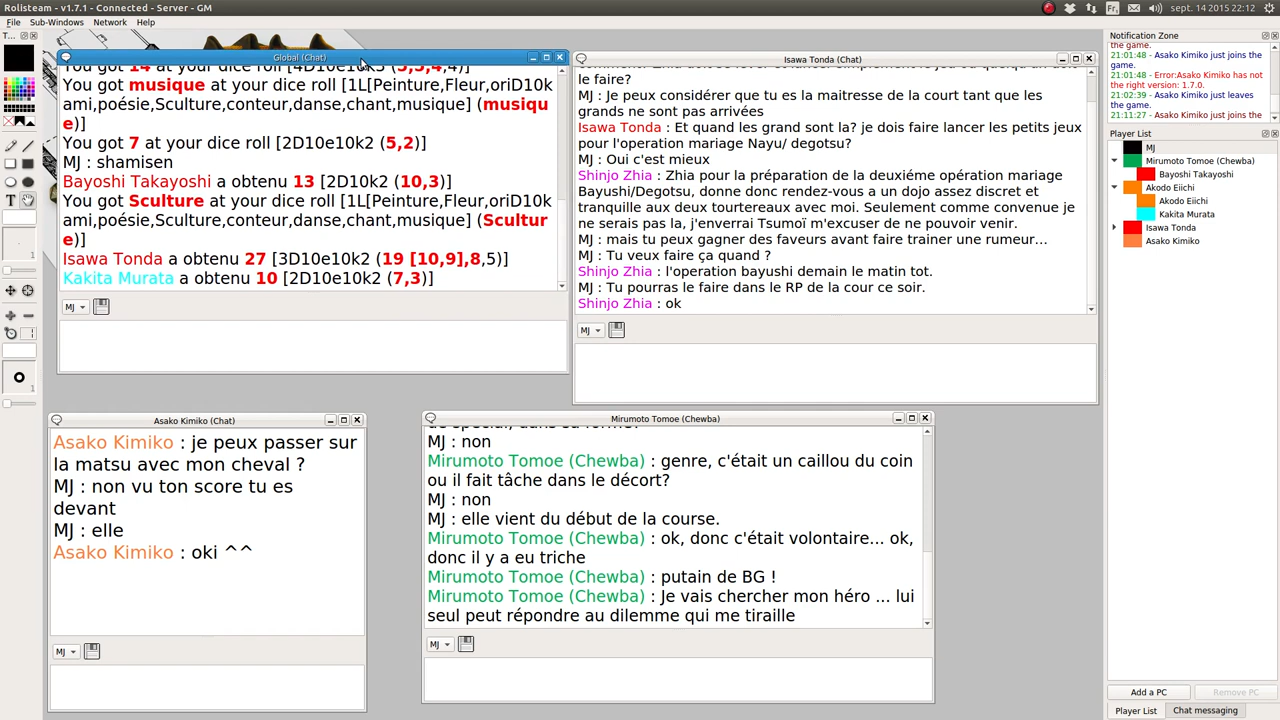 Rolisteam - v1.7.1 - Connected - Server - GM
Fr
sept. 14 2015 22:12
File Sub-Windows Network Help
T...
Global (Chat)
You got 14 at your dice roll
You got musique at your dice roll [1L[Peinture,Fleur,oriD10k
ami,poésie,Sculpture,conteur,danse,chant,musique] (musiqu
e)]
You got 7 at your dice roll [2D10e10k2 (5,2)]
MJ : shamisen
Bayoshi Takayoshi a obtenu 13 [2D10k2 (10,3)]
You got Sculture at your dice roll [1L[Peinture,Fleur,oriD10k
ami,poésie,Sculpture,conteur,danse,chant,musique] (Scultur
e)]
Isawa Tonda a obtenu 27 [3D10e10k2 (19 [10,9],8,5)]
Kakita Murata a obtenu 10 [2D10e10k2 (7,3)]
MJ
Isawa Tonda (Chat)
le faire?
MJ : Je peux considérer que tu es la maitresse de la court tant que les
grands ne sont pas arrivées
Isawa Tonda : Et quand les grand sont la? je dois faire lancer les petits jeux
pour l'operation mariage Nayu/ degotsu?
MJ : Oui c'est mieux
Shinjo Zhia : Zhia pour la préparation de la deuxiéme opération mariage
Bayushi/Degotsu, donne donc rendez-vous a un dojo assez discret et
tranquille aux deux tourtereaux avec moi. Seulement comme convenue je
ne serais pas la, j'enverrai Tsumoï m'excuser de ne pouvoir venir.
MJ : mais tu peux gagner des faveurs avant faire trainer une rumeur...
MJ : Tu veux faire ça quand ?
Shinjo Zhia : l'operation bayushi demain le matin tot.
MJ : Tu pourras le faire dans le RP de la cour ce soir.
Shinjo Zhia : ok
MJ
Asako Kimiko (Chat)
Asako Kimiko : je peux passer sur
la matsu avec mon cheval ?
MJ : non vu ton score tu es
devant
MJ : elle
Asako Kimiko : oki ^^
MJ
Mirumoto Tomoe (Chewba)
MJ : non
Mirumoto Tomoe (Chewba) : genre, c'était un caillou du coin
ou il fait tâche dans le décort?
MJ : non
MJ : elle vient du début de la course.
Mirumoto Tomoe (Chewba) : ok, donc c'était volontaire... ok,
donc il y a eu triche
Mirumoto Tomoe (Chewba) : putain de BG !
Mirumoto Tomoe (Chewba) : Je vais chercher mon héro ... lui
seul peut répondre au dilemme qui me tiraille
MJ
Notification Zone
the game.
21:01:48 - Asako Kimiko just joins the
game.
21:01:48 - Error:Asako Kimiko has not
the right version: 1.7.0.
21:02:39 - Asako Kimiko just leaves
the game.
21:11:27 - Asako Kimiko just joins the
Player List
MJ
Mirumoto Tomoe (Chewba)
Bayoshi Takayoshi
Akodo Eiichi
Akodo Eiichi
Kakita Murata
Isawa Tonda
Asako Kimiko
Add a PC
Remove PC
Player List
Chat messaging
T
1
1